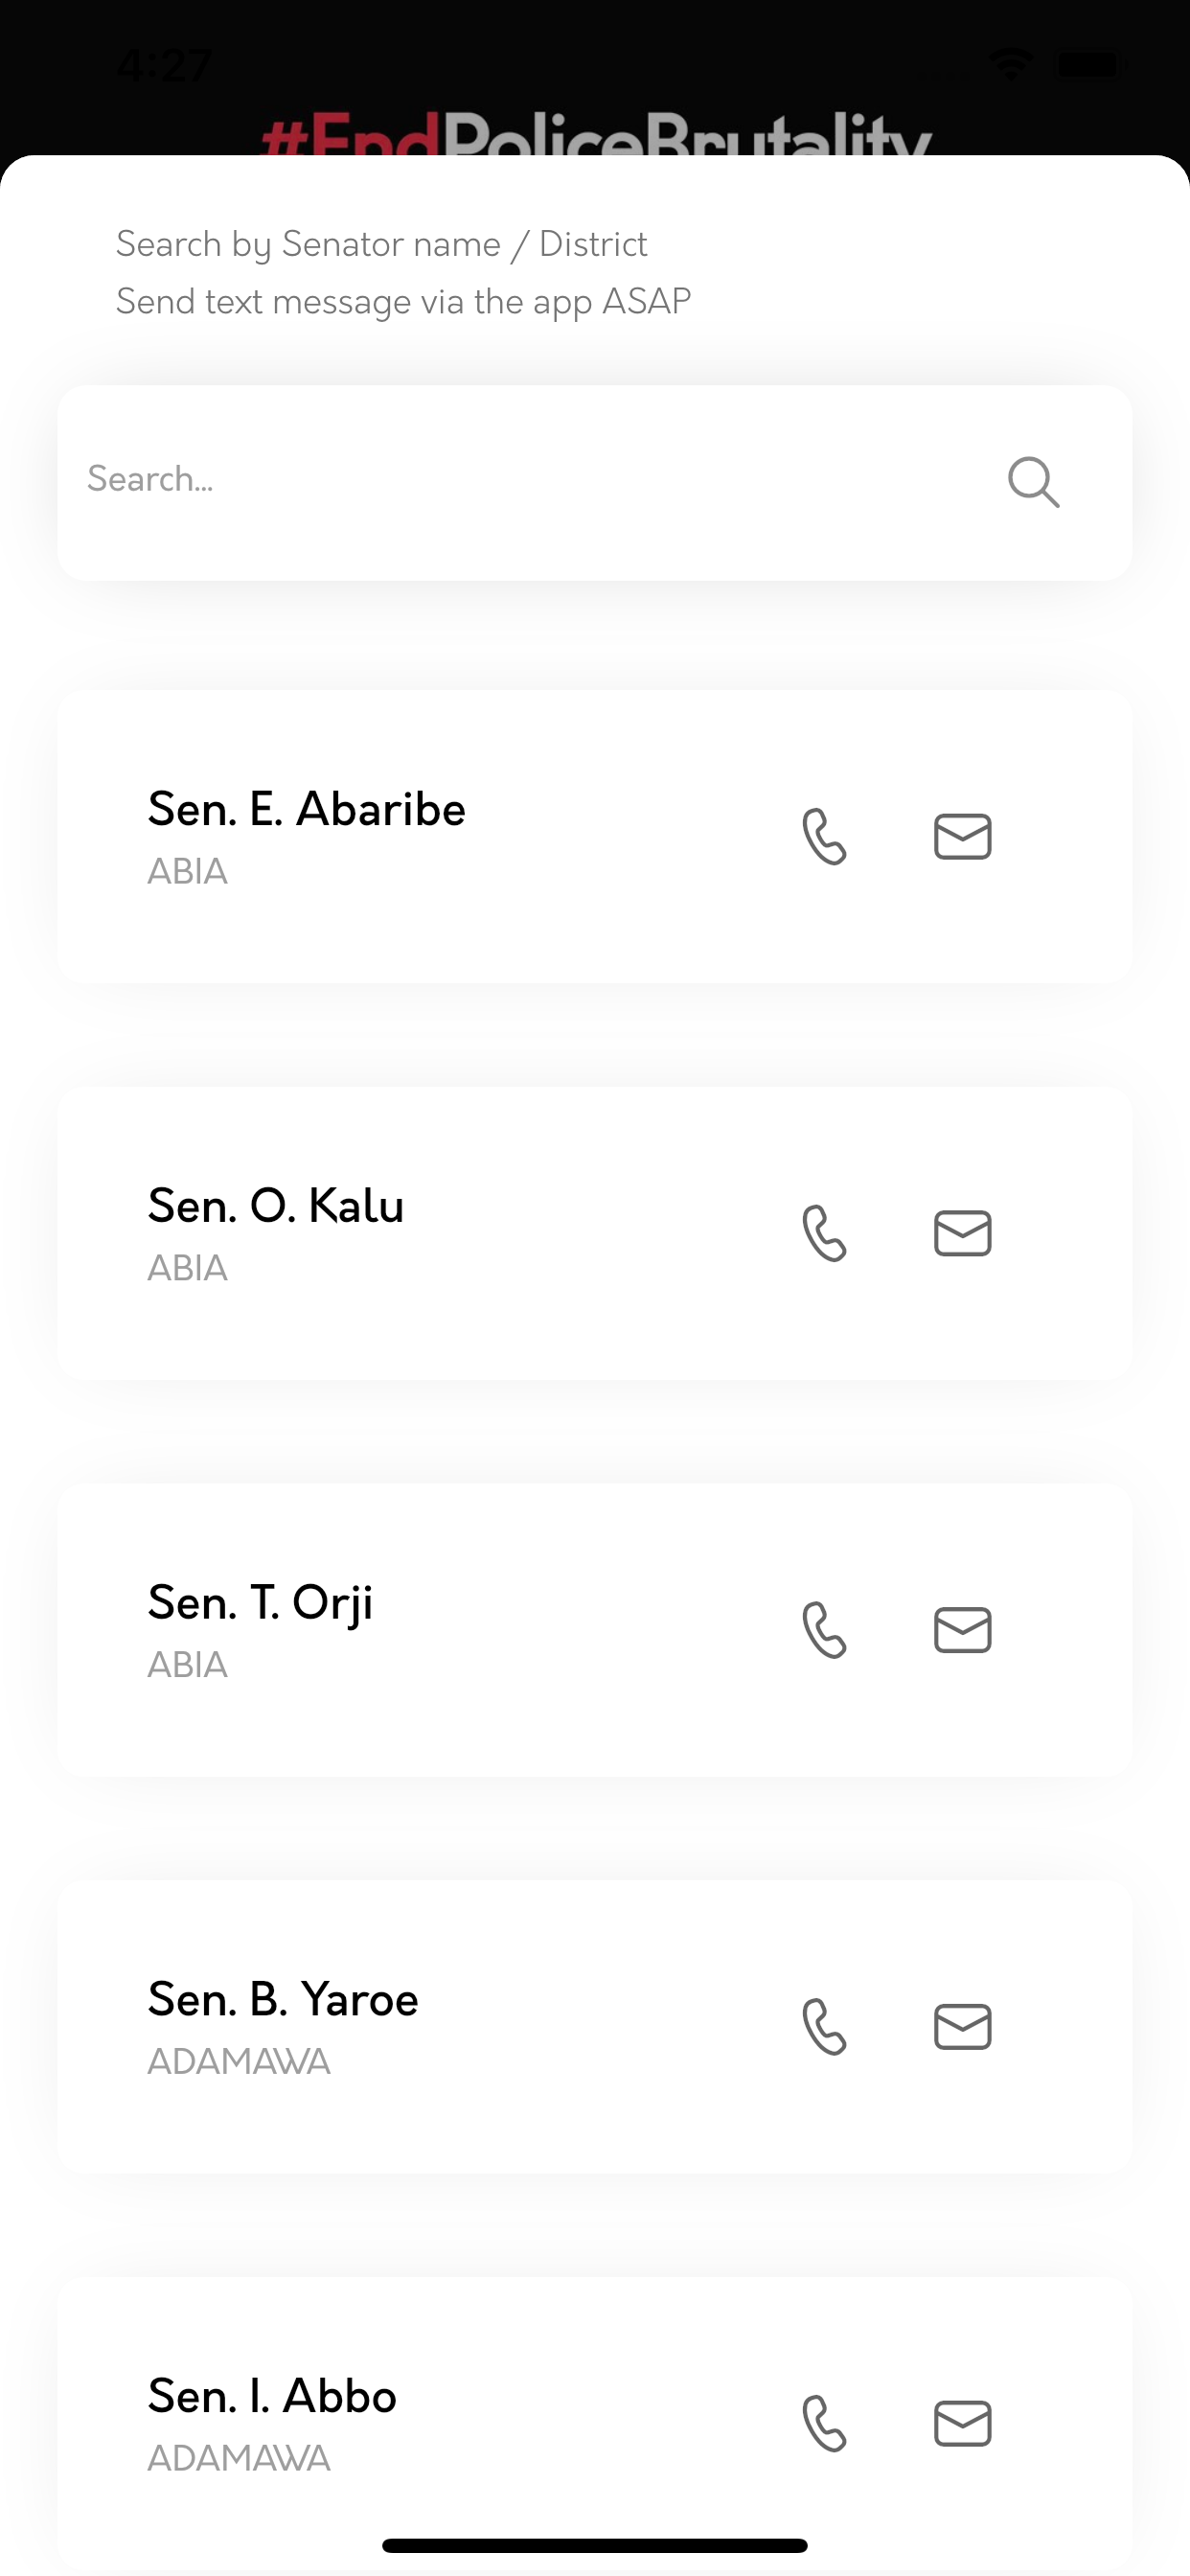 4:27
#EndPoliceBrutality
Search by Senator name / District
Send text message via the app ASAP
Search...
Sen. E. Abaribe
ABIA
Sen. O. Kalu
ABIA
Sen. T. Orji
ABIA
Sen. B. Yaroe
ADAMAWA
Sen. I. Abbo
ADAMAWA